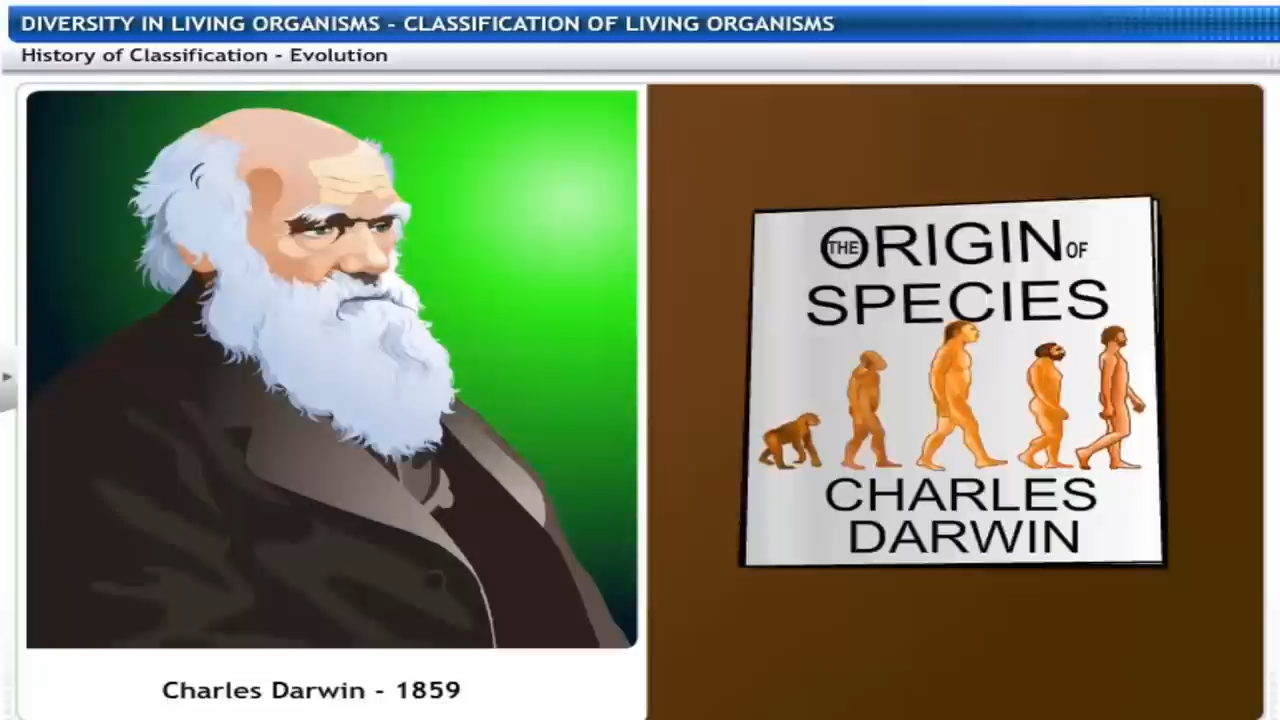 DIVERSITY IN LIVING ORGANISMS - CLASSIFICATION OF LIVING ORGANISMS
History of Classification - Evolution
THE ORIGIN OF
SPECIES
CHARLES
DARWIN
Charles Darwin - 1859